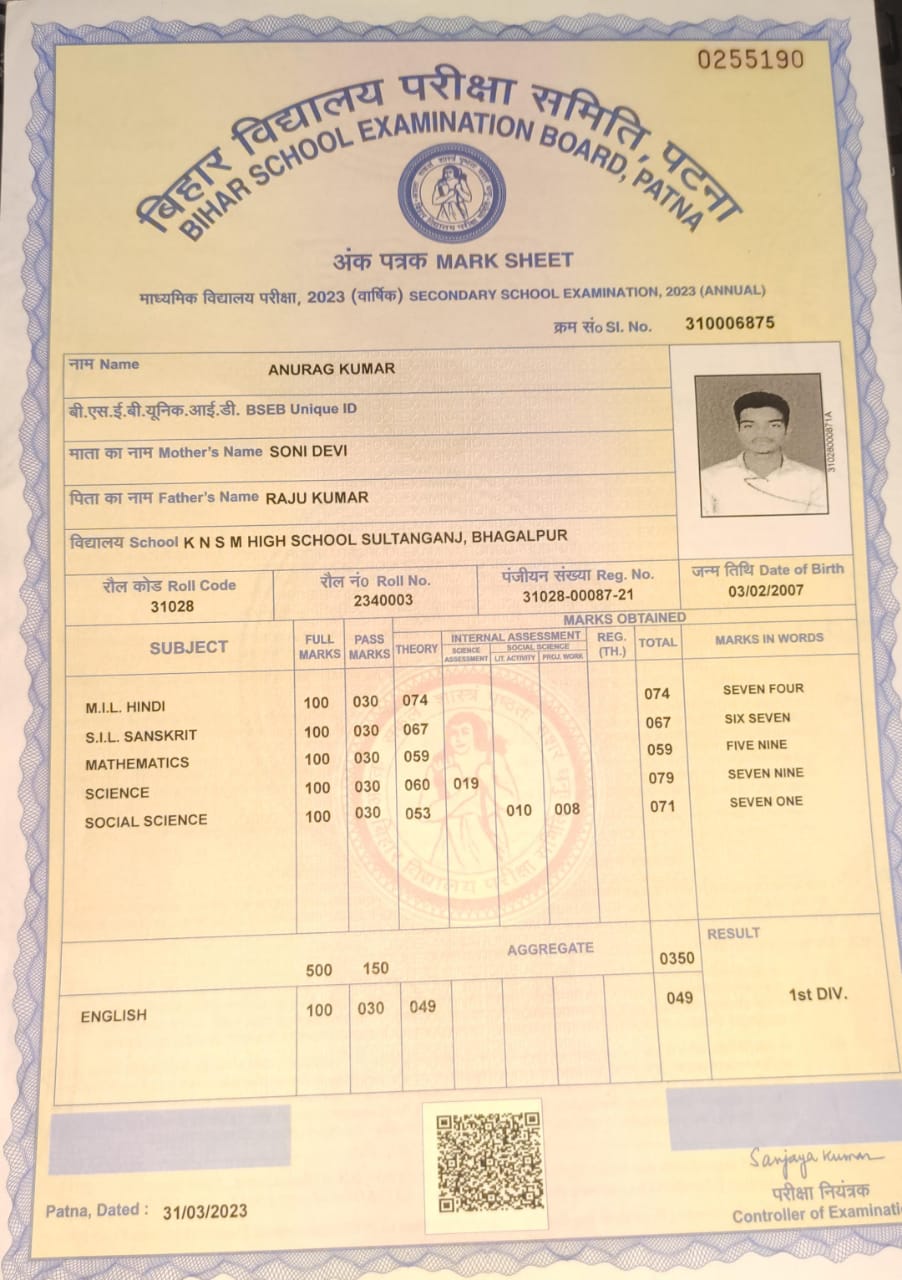 0255190
बिहार विद्यालय परीक्षा समिति, पटना
BIHAR SCHOOL EXAMINATION BOARD, PATNA
अंक पत्रक MARK SHEET
माध्यमिक विद्यालय परीक्षा, 2023 (वार्षिक) SECONDARY SCHOOL EXAMINATION, 2023 (ANNUAL)
क्रम सं० Sl. No. 310006875
नाम Name ANURAG KUMAR
बी.एस.ई.बी.यूनिक.आई.डी. BSEB Unique ID
माता का नाम Mother's Name SONI DEVI
पिता का नाम Father's Name RAJU KUMAR
विद्यालय School K N S M HIGH SCHOOL SULTANGANJ, BHAGALPUR
31028000871A
रौल कोड Roll Code रौल नं० Roll No. पंजीयन संख्या Reg. No. जन्म तिथि Date of Birth
31028 2340003 31028-00087-21 03/02/2007
MARKS OBTAINED
SUBJECT FULL MARKS PASS MARKS THEORY INTERNAL ASSESSMENT REG. (TH.) TOTAL MARKS IN WORDS
SCIENCE ASSESSMENT SOCIAL SCIENCE LIT. ACTIVITY PROJ. WORK
M.I.L. HINDI 100 030 074 074 SEVEN FOUR
S.I.L. SANSKRIT 100 030 067 067 SIX SEVEN
MATHEMATICS 100 030 059 059 FIVE NINE
SCIENCE 100 030 060 019 079 SEVEN NINE
SOCIAL SCIENCE 100 030 053 010 008 071 SEVEN ONE
500 150 AGGREGATE 0350 RESULT
ENGLISH 100 030 049 049 1st DIV.
Sanjaya Kumar
परीक्षा नियंत्रक
Patna, Dated : 31/03/2023 Controller of Examinati